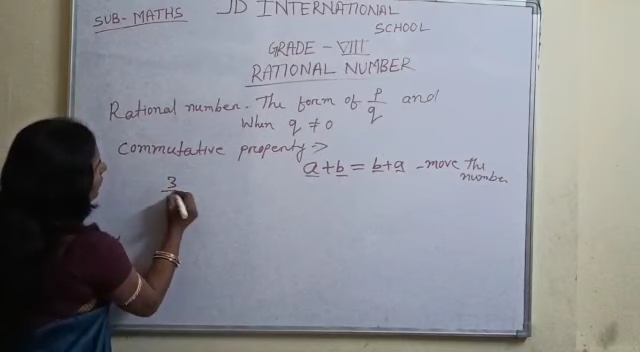 SUB- MATHS
JD INTERNATIONAL
SCHOOL
GRADE - VIII
RATIONAL NUMBER
Rational number. The form of p/q and
When q ≠ 0
Commutative property ⇒
a + b = b + a - move the
number
3